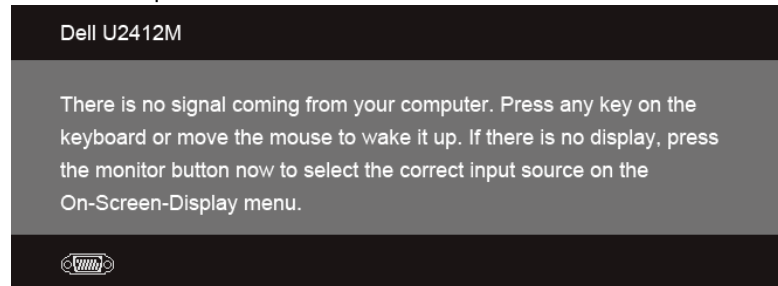 Dell U2412M
There is no signal coming from your computer. Press any key on the
keyboard or move the mouse to wake it up. If there is no display, press
the monitor button now to select the correct input source on the
On-Screen-Display menu.